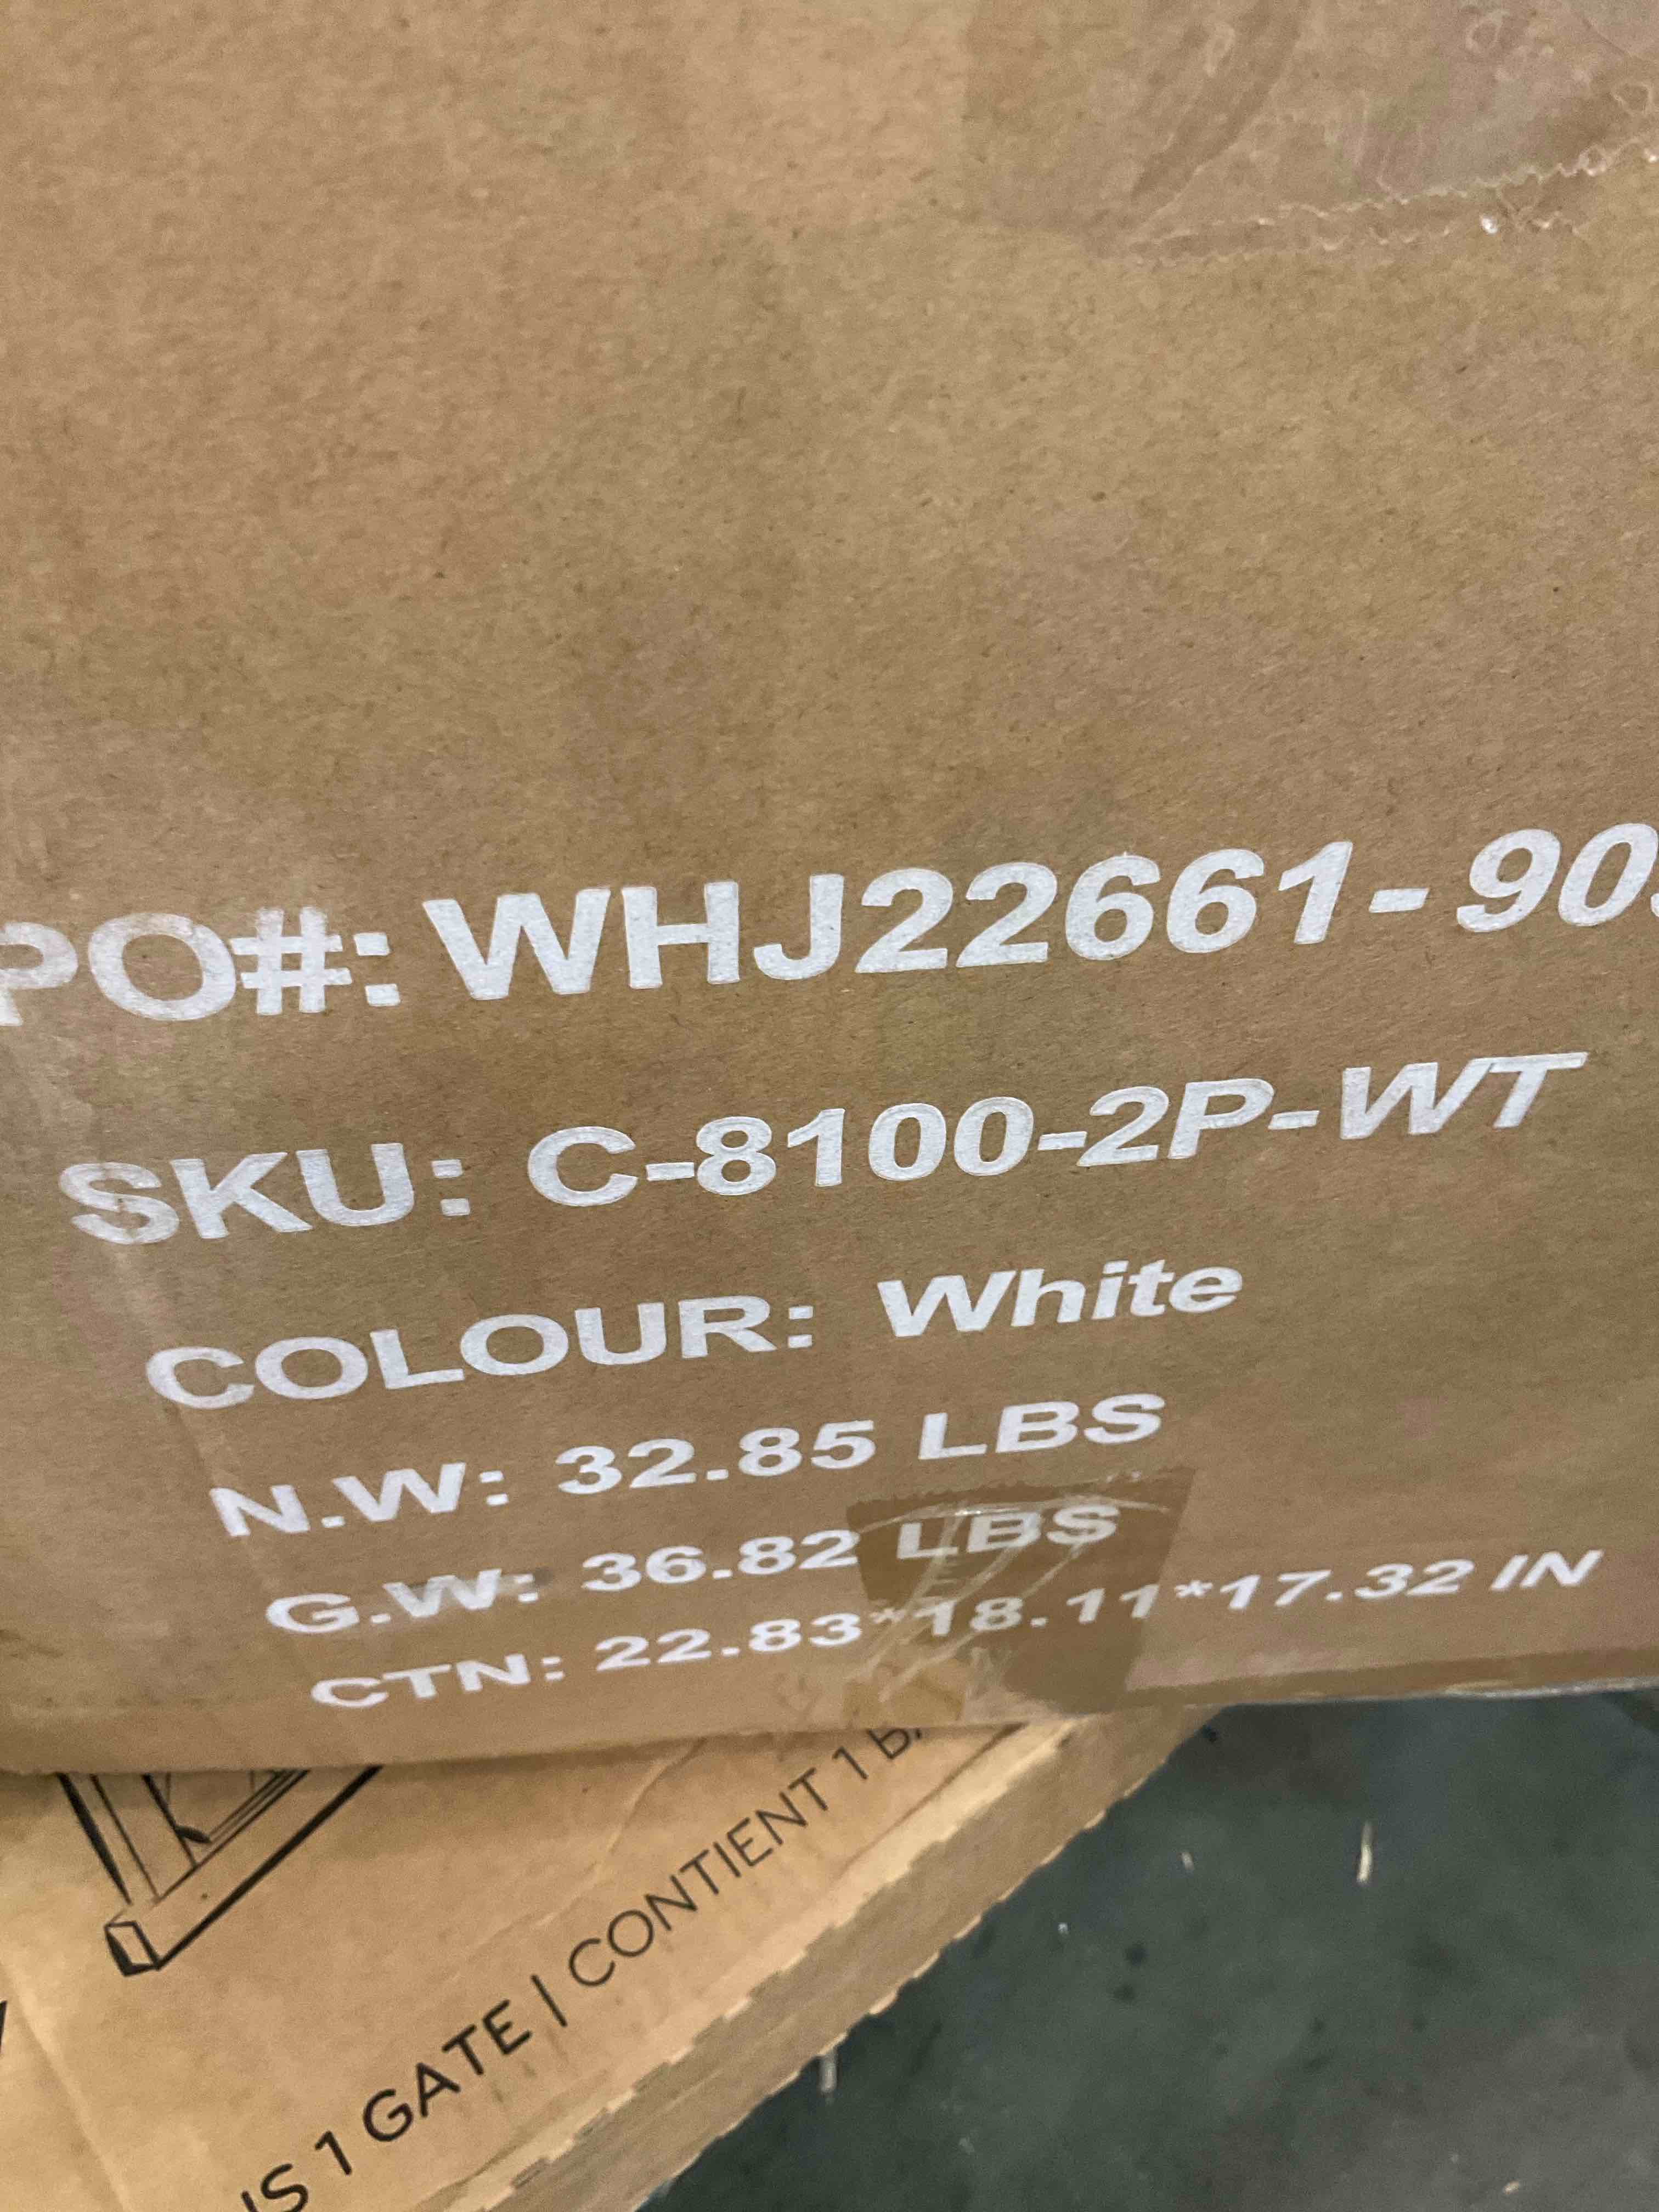 PO#: WHJ22661-90
SKU: C-8100-2P-WT
COLOUR: White
N.W: 32.85 LBS
G.W: 36.82 LBS
CTN: 22.83*18.11*17.32 IN
1 GATE | CONTIENT 1